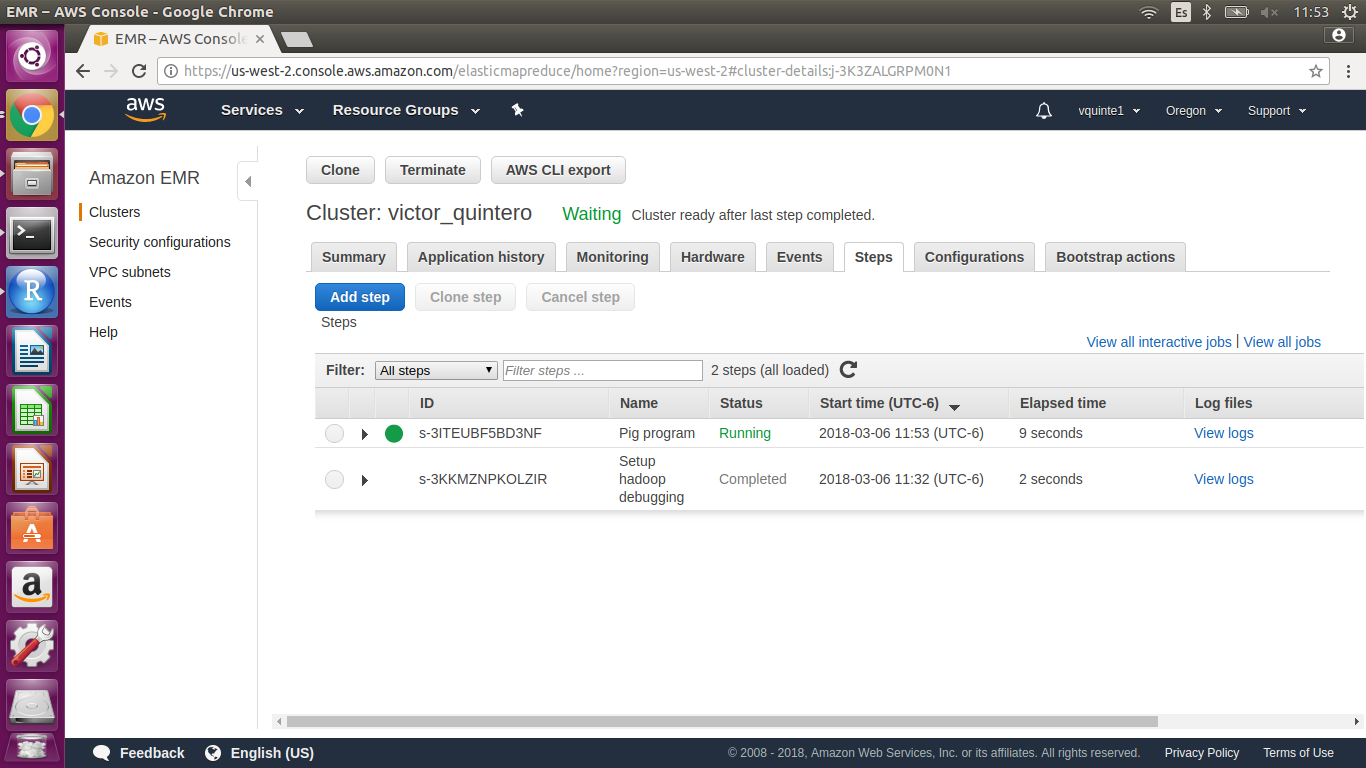 EMR – AWS Console - Google Chrome
Es
11:53
EMR – AWS Console
https://us-west-2.console.aws.amazon.com/elasticmapreduce/home?region=us-west-2#cluster-details:j-3K3ZALGRPM0N1
aws
Services
Resource Groups
vquinte1
Oregon
Support
Amazon EMR
Clusters
Security configurations
VPC subnets
Events
Help
Clone
Terminate
AWS CLI export
Cluster: victor_quintero
Waiting
Cluster ready after last step completed.
Summary
Application history
Monitoring
Hardware
Events
Steps
Configurations
Bootstrap actions
Add step
Clone step
Cancel step
Steps
View all interactive jobs | View all jobs
Filter:
All steps
Filter steps ...
2 steps (all loaded)
ID
Name
Status
Start time (UTC-6)
Elapsed time
Log files
s-3ITEUBF5BD3NF
Pig program
Running
2018-03-06 11:53 (UTC-6)
9 seconds
View logs
s-3KKMZNPKOLZIR
Setup
hadoop
debugging
Completed
2018-03-06 11:32 (UTC-6)
2 seconds
View logs
Feedback
English (US)
© 2008 - 2018, Amazon Web Services, Inc. or its affiliates. All rights reserved.
Privacy Policy
Terms of Use